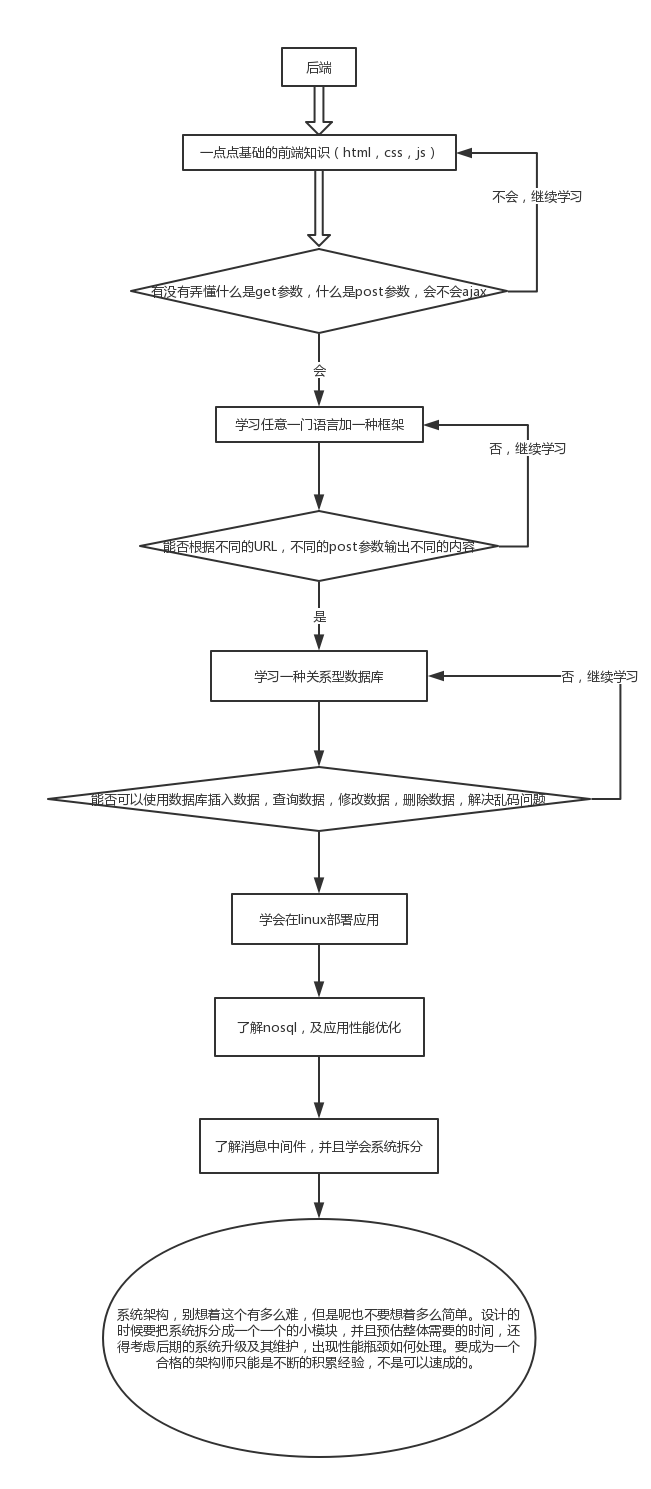 后端
一点点基础的前端知识（html，css，js）
不会，继续学习
有没有弄懂什么是get参数，什么是post参数，会不会ajax
会
学习任意一门语言加一种框架
否，继续学习
能否根据不同的URL，不同的post参数输出不同的内容
是
学习一种关系型数据库
否，继续学习
能否可以使用数据库插入数据，查询数据，修改数据，删除数据，解决乱码问题
学会在linux部署应用
了解nosql，及应用性能优化
了解消息中间件，并且学会系统拆分
系统架构，别想着这个有多么难，但是呢也不要想着多么简单。设计的
时候要把系统拆分成一个一个的小模块，并且预估整体需要的时间，还
得考虑后期的系统升级及其维护，出现性能瓶颈如何处理。要成为一个
合格的架构师只能是不断的积累经验，不是可以速成的。